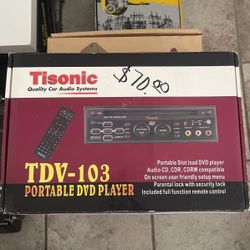 Tisonic
Quality Car Audio Systems
$70.00
Tisonic
TDV-103
PORTABLE DVD PLAYER
Portable Slot load DVD player
Audio CD, CDR, CDRW compatible
On screen user friendly setup menu
Parental lock with security lock
Included full function remote control